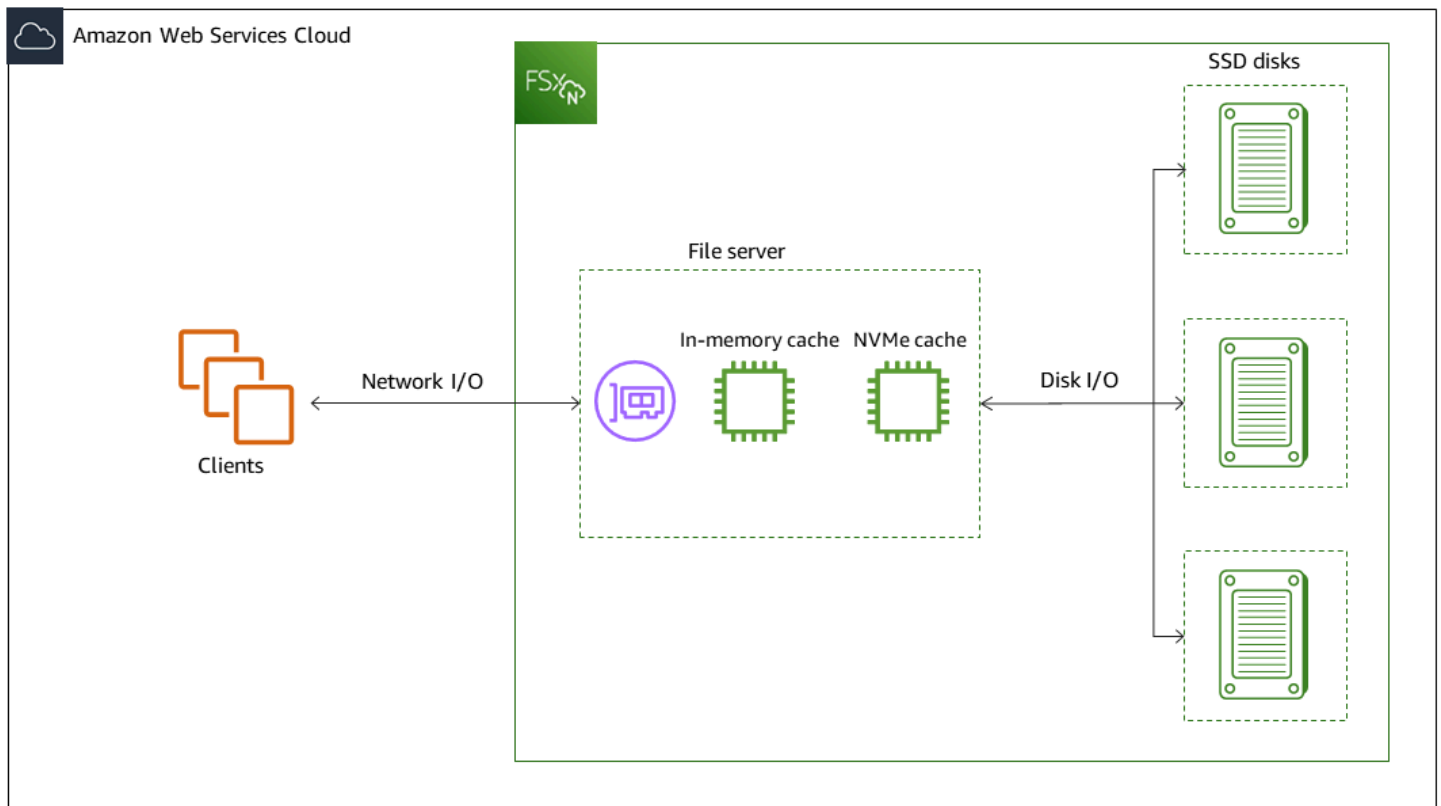 Amazon Web Services Cloud
FSx
N
SSD disks
File server
In-memory cache
NVMe cache
Network I/O
Disk I/O
Clients